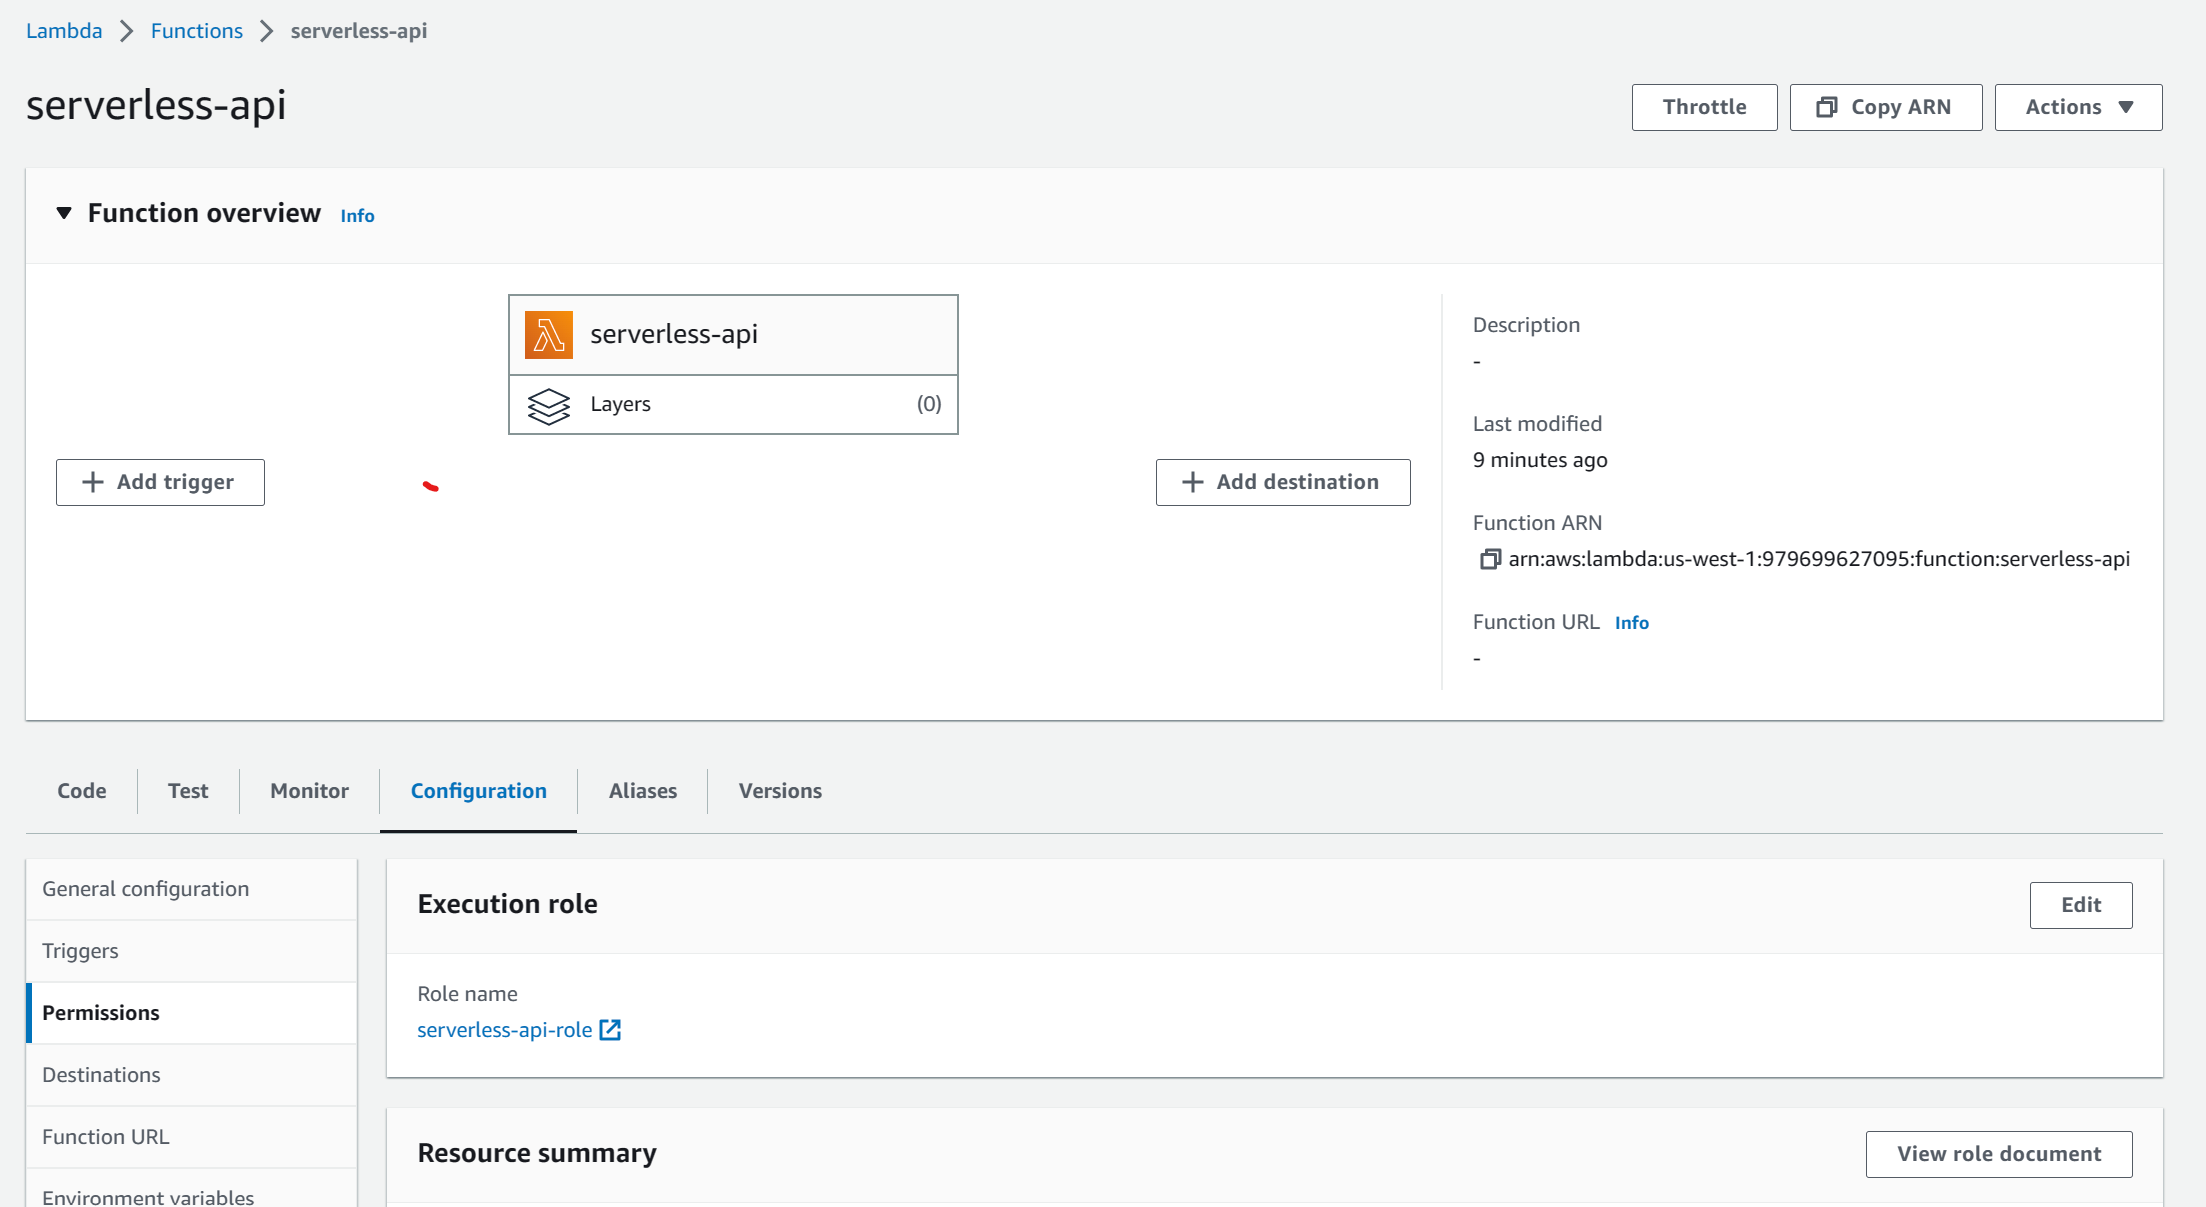 Lambda > Functions > serverless-api
serverless-api
Throttle
Copy ARN
Actions ▼
▼ Function overview Info
serverless-api
Layers (0)
+ Add trigger
+ Add destination
Description
-
Last modified
9 minutes ago
Function ARN
arn:aws:lambda:us-west-1:979699627095:function:serverless-api
Function URL Info
-
Code Test Monitor Configuration Aliases Versions
General configuration
Triggers
Permissions
Destinations
Function URL
Environment variables
Execution role
Edit
Role name
serverless-api-role
Resource summary
View role document